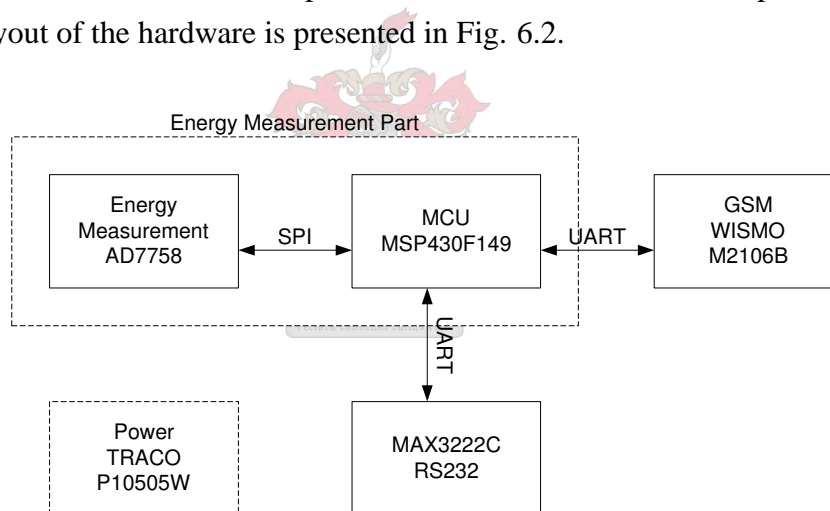 yout of the hardware is presented in Fig. 6.2.
Energy Measurement Part
Energy
Measurement
AD7758
SPI
MCU
MSP430F149
UART
GSM
WISMO
M2106B
UART
Power
TRACO
P10505W
MAX3222C
RS232